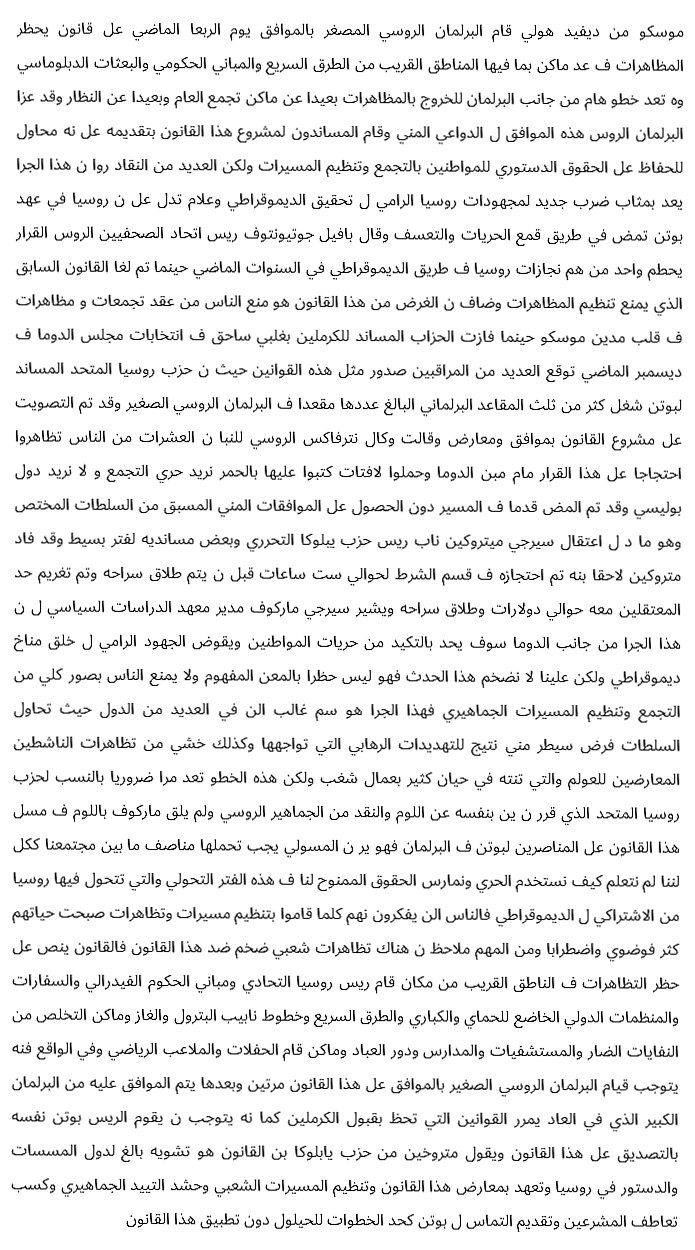 موسكو من ديفيد هولي قام البرلمان الروسي المصغر بالموافق يوم الربعا الماضي عل قانون يحظر
المظاهرات ف عد ماكن بما فيها المناطق القريب من الطرق السريع والمباني الحكومي والبعثات الدبلوماسي
وه تعد خطو هام من جانب البرلمان للخروج بالمظاهرات بعيدا عن ماكن تجمع العام وبعيدا عن النظار وقد عزا
البرلمان الروس هذه الموافق ل الدواعي المني وقام المساندون لمشروع هذا القانون بتقديمه عل نه محاول
للحفاظ عل الحقوق الدستوري للمواطنين بالتجمع وتنظيم المسيرات ولكن العديد من النقاد روا ن هذا الجرا
يعد بمثاب ضرب جديد لمجهودات روسيا الرامي ل تحقيق الديموقراطي وعلام تدل عل ن روسيا في عهد
بوتن تمض في طريق قمع الحريات والتعسف وقال بافيل جوتيونتوف ريس اتحاد الصحفيين الروس القرار
يحطم واحد من هم نجازات روسيا ف طريق الديموقراطي في السنوات الماضي حينما تم لغا القانون السابق
الذي يمنع تنظيم المظاهرات وضاف ن الغرض من هذا القانون هو منع الناس من عقد تجمعات و مظاهرات
ف قلب مدين موسكو حينما فازت الحزاب المساند للكرملين بغلبي ساحق ف انتخابات مجلس الدوما ف
ديسمبر الماضي توقع العديد من المراقبين صدور مثل هذه القوانين حيث ن حزب روسيا المتحد المساند
لبوتن شغل كثر من ثلث المقاعد البرلماني البالغ عددها مقعدا ف البرلمان الروسي الصغير وقد تم التصويت
عل مشروع القانون بموافق ومعارض وقالت وكال نترفاكس الروسي للنبا ن العشرات من الناس تظاهروا
احتجاجا عل هذا القرار مام مبن الدوما وحملوا لافتات كتبوا عليها بالحمر نريد حري التجمع و لا نريد دول
بوليسي وقد تم المض قدما ف المسير دون الحصول عل الموافقات المني المسبق من السلطات المختص
وهو ما د ل اعتقال سيرجي ميتروكين ناب ريس حزب يبلوكا التحرري وبعض مسانديه لفتر بسيط وقد فاد
متروكين لاحقا بنه تم احتجازه ف قسم الشرط لحوالي ست ساعات قبل ن يتم طلاق سراحه وتم تغريم حد
المعتقلين معه حوالي دولارات وطلاق سراحه ويشير سيرجي ماركوف مدير معهد الدراسات السياسي ل ن
هذا الجرا من جانب الدوما سوف يحد بالتكيد من حريات المواطنين ويقوض الجهود الرامي ل خلق مناخ
ديموقراطي ولكن علينا لا نضخم هذا الحدث فهو ليس حظرا بالمعن المفهوم ولا يمنع الناس بصور كلي من
التجمع وتنظيم المسيرات الجماهيري فهذا الجرا هو سم غالب الن في العديد من الدول حيث تحاول
السلطات فرض سيطر مني نتيج للتهديدات الرهابي التي تواجهها وكذلك خشي من تظاهرات الناشطين
المعارضين للعولم والتي تنته في حيان كثير بعمال شغب ولكن هذه الخطو تعد مرا ضروريا بالنسب لحزب
روسيا المتحد الذي قرر ن ين بنفسه عن اللوم والنقد من الجماهير الروسي ولم يلق ماركوف باللوم ف مسل
هذا القانون عل المناصرين لبوتن ف البرلمان فهو ير ن المسولي يجب تحملها مناصف ما بين مجتمعنا ككل
لننا لم نتعلم كيف نستخدم الحري ونمارس الحقوق الممنوح لنا ف هذه الفتر التحولي والتي تتحول فيها روسيا
من الاشتراكي ل الديموقراطي فالناس الن يفكرون نهم كلما قاموا بتنظيم مسيرات وتظاهرات صبحت حياتهم
كثر فوضوي واضطرابا ومن المهم ملاحظ ن هناك تظاهرات شعبي ضخم ضد هذا القانون فالقانون ينص عل
حظر التظاهرات ف الناطق القريب من مكان قام ريس روسيا التحادي ومباني الحكوم الفيدرالي والسفارات
والمنظمات الدولي الخاضع للحماي والكباري والطرق السريع وخطوط نابيب البترول والغاز وماكن التخلص من
النفايات الضار والمستشفيات والمدارس ودور العباد وماكن قام الحفلات والملاعب الرياضي وفي الواقع فنه
يتوجب قيام البرلمان الروسي الصغير بالموافق عل هذا القانون مرتين وبعدها يتم الموافق عليه من البرلمان
الكبير الذي في العاد يمرر القوانين التي تحظ بقبول الكرملين كما نه يتوجب ن يقوم الريس بوتن نفسه
بالتصديق عل هذا القانون ويقول متروخين من حزب يابلوكا بن القانون هو تشويه بالغ لدول المسسات
والدستور في روسيا وتعهد بمعارض هذا القانون وتنظيم المسيرات الشعبي وحشد التييد الجماهيري وكسب
تعاطف المشرعين وتقديم التماس ل بوتن كحد الخطوات للحيلول دون تطبيق هذا القانون